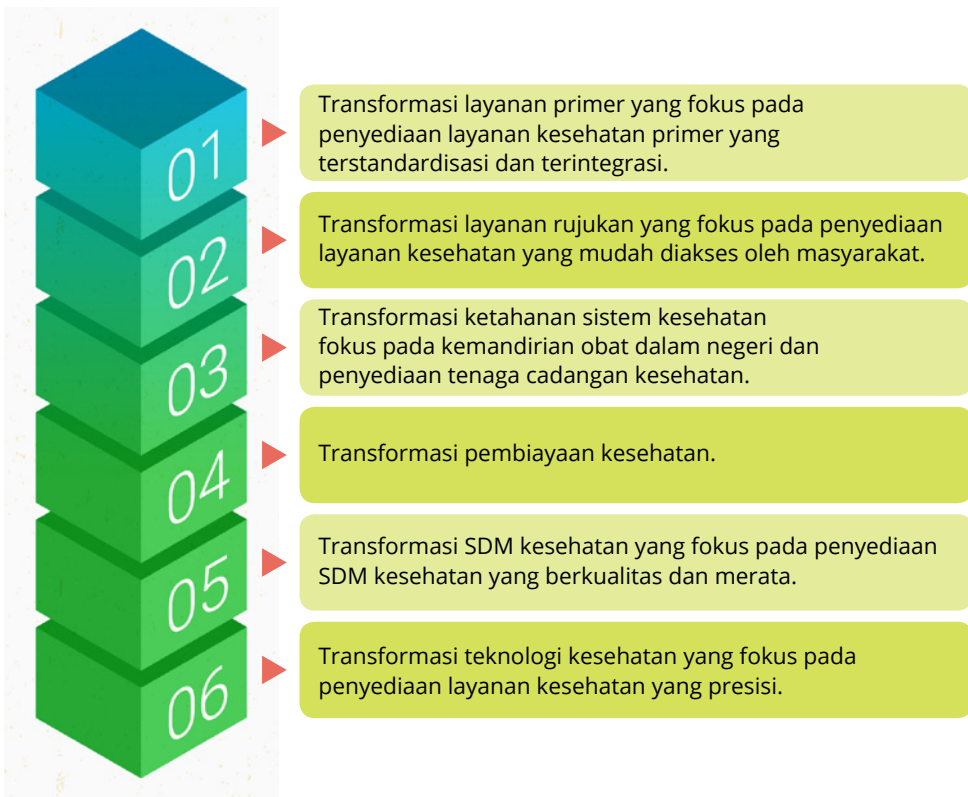 01
Transformasi layanan primer yang fokus pada
penyediaan layanan kesehatan primer yang
terstandardisasi dan terintegrasi.
02
Transformasi layanan rujukan yang fokus pada penyediaan
layanan kesehatan yang mudah diakses oleh masyarakat.
03
Transformasi ketahanan sistem kesehatan
fokus pada kemandirian obat dalam negeri dan
penyediaan tenaga cadangan kesehatan.
04
Transformasi pembiayaan kesehatan.
05
Transformasi SDM kesehatan yang fokus pada penyediaan
SDM kesehatan yang berkualitas dan merata.
06
Transformasi teknologi kesehatan yang fokus pada
penyediaan layanan kesehatan yang presisi.